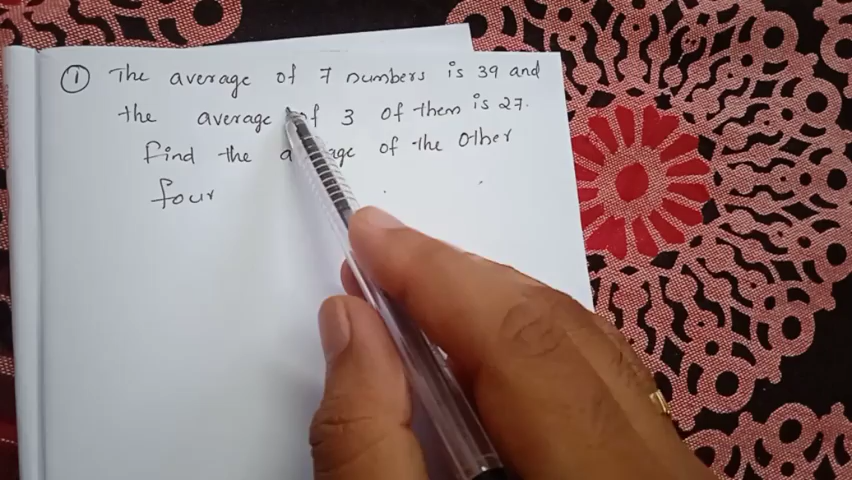 ① The average of 7 numbers is 39 and
the average of 3 of them is 27.
find the average of the other
four